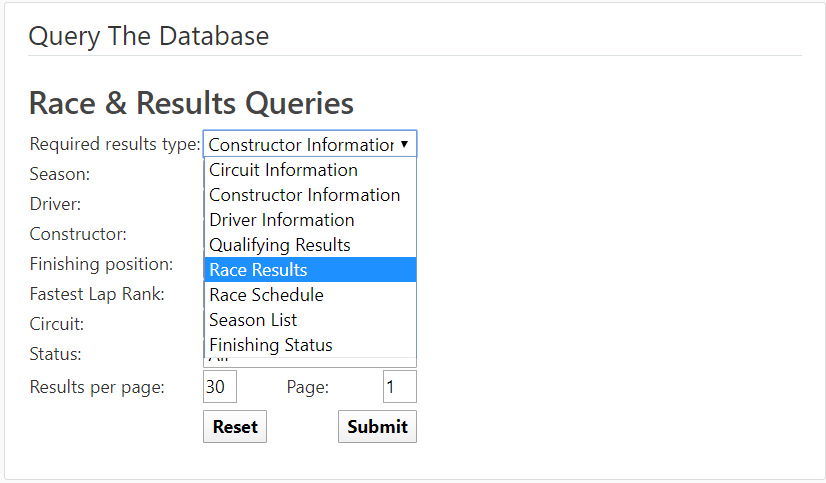 Query The Database
Race & Results Queries
Required results type: Constructor Information
Season:
Circuit Information
Driver:
Constructor Information
Constructor:
Driver Information
Finishing position:
Qualifying Results
Fastest Lap Rank:
Race Results
Circuit:
Race Schedule
Status:
Season List
Finishing Status
Results per page: 30 Page: 1
Reset Submit